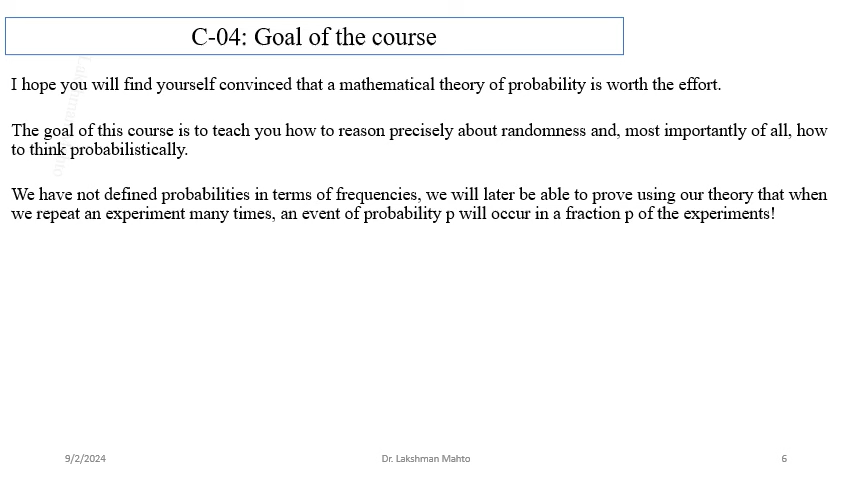 C-04: Goal of the course
I hope you will find yourself convinced that a mathematical theory of probability is worth the effort.
The goal of this course is to teach you how to reason precisely about randomness and, most importantly of all, how
to think probabilistically.
We have not defined probabilities in terms of frequencies, we will later be able to prove using our theory that when
we repeat an experiment many times, an event of probability p will occur in a fraction p of the experiments!
9/2/2024
Dr. Lakshman Mahto
6